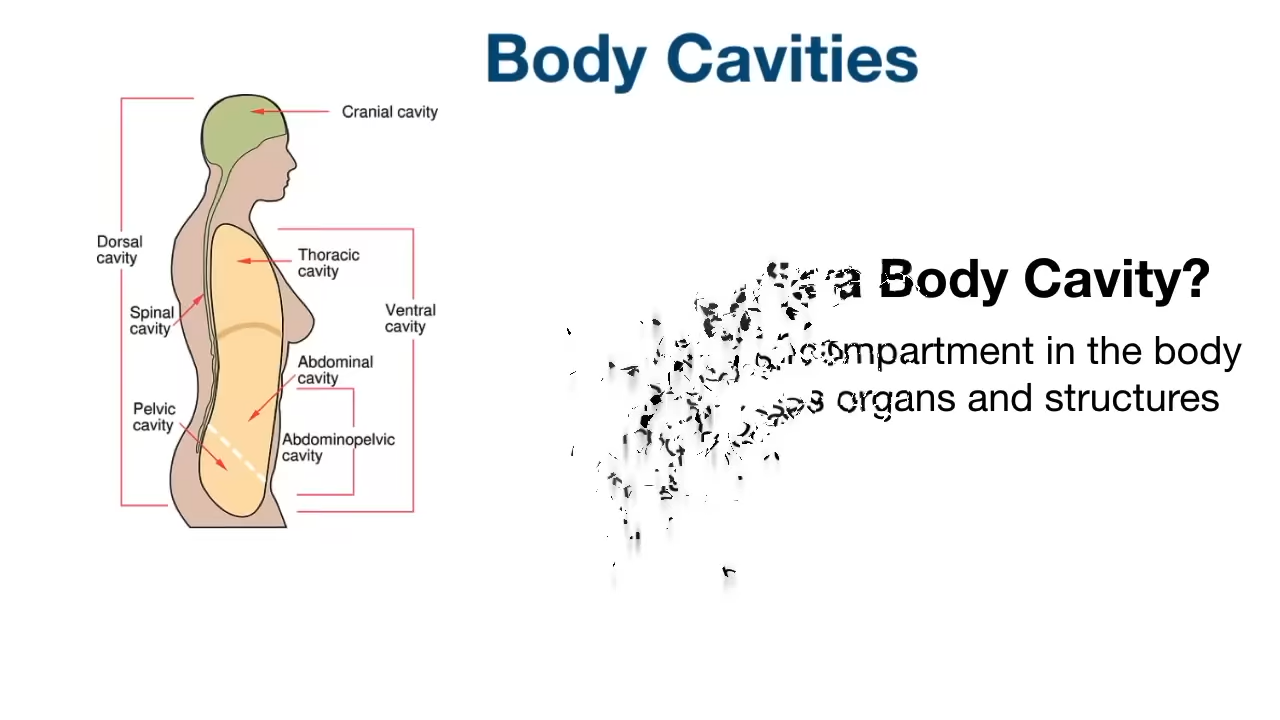 Body Cavities
Cranial cavity
Dorsal
cavity
Thoracic
cavity
Spinal
cavity
Ventral
cavity
Abdominal
cavity
Pelvic
cavity
Abdominopelvic
cavity
a Body Cavity?
compartment in the body
organs and structures